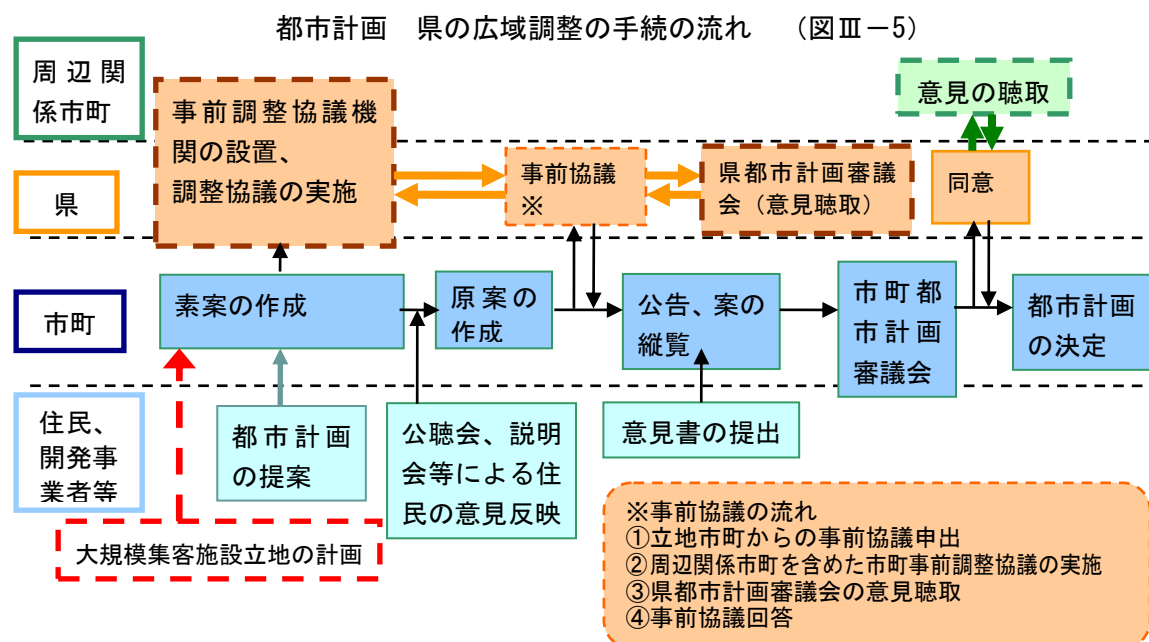 都市計画　県の広域調整の手続の流れ　（図Ⅲ－5）
周辺関
係市町
事前調整協議機
関の設置、
調整協議の実施
意見の聴取
県
事前協議
※
県都市計画審議
会（意見聴取）
同意
市町
素案の作成
原案の
作成
公告、案の
縦覧
市町都
市計画
審議会
都市計画
の決定
住民、
開発事
業者等
都市計画
の提案
公聴会、説明
会等による住
民の意見反映
意見書の提出
大規模集客施設立地の計画
※事前協議の流れ
①立地市町からの事前協議申出
②周辺関係市町を含めた市町事前調整協議の実施
③県都市計画審議会の意見聴取
④事前協議回答